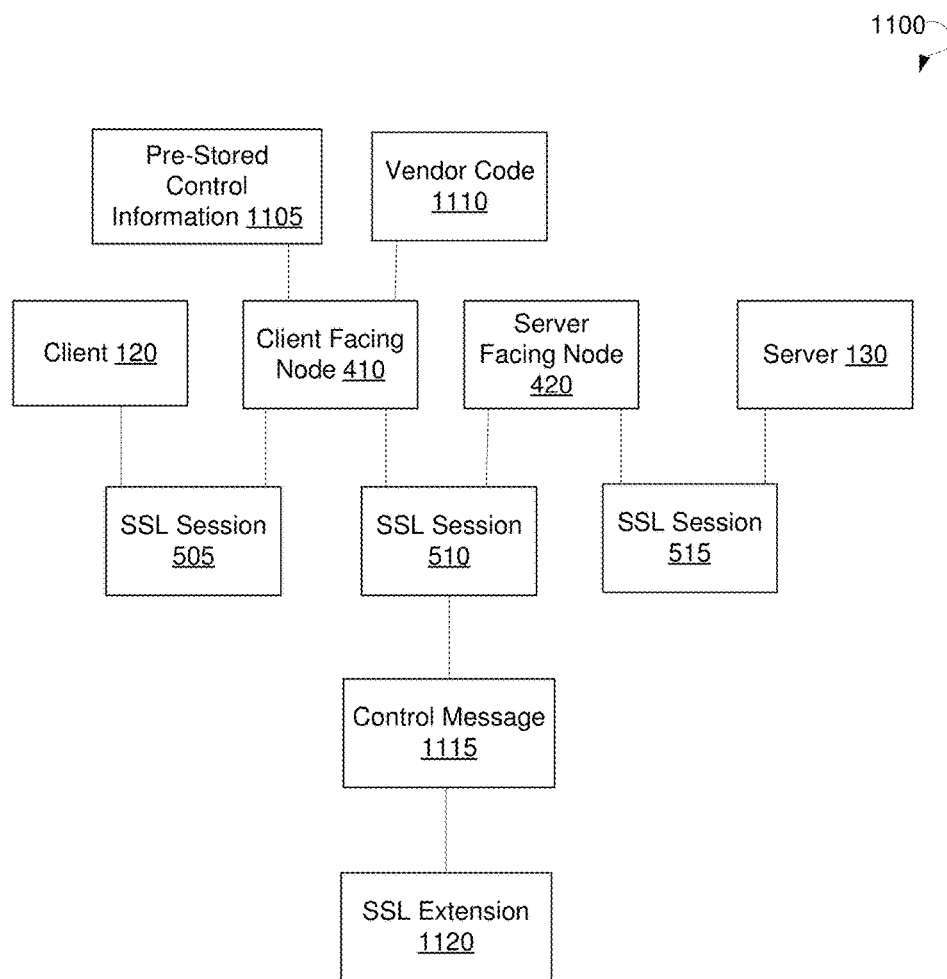 1100
Pre-Stored
Control
Information 1105
Vendor Code
1110
Client 120
Client Facing
Node 410
Server
Facing Node
420
Server 130
SSL Session
505
SSL Session
510
SSL Session
515
Control Message
1115
SSL Extension
1120